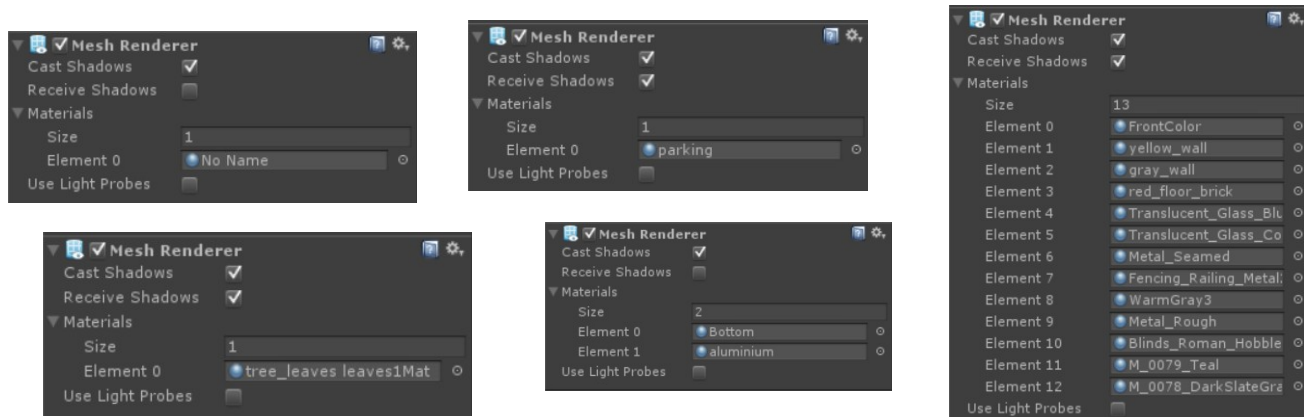 Mesh Renderer
Cast Shadows
Receive Shadows
Materials
Size 1
Element 0 No Name
Use Light Probes
Mesh Renderer
Cast Shadows
Receive Shadows
Materials
Size 1
Element 0 parking
Use Light Probes
Mesh Renderer
Cast Shadows
Receive Shadows
Materials
Size 1
Element 0 tree_leaves leaves1Mat
Use Light Probes
Mesh Renderer
Cast Shadows
Receive Shadows
Materials
Size 2
Element 0 Bottom
Element 1 aluminium
Use Light Probes
Mesh Renderer
Cast Shadows
Receive Shadows
Materials
Size 13
Element 0 FrontColor
Element 1 yellow_wall
Element 2 gray_wall
Element 3 red_floor_brick
Element 4 Translucent_Glass_Blu
Element 5 Translucent_Glass_Co
Element 6 Metal_Seamed
Element 7 Fencing_Railing_Metal
Element 8 WarmGray3
Element 9 Metal_Rough
Element 10 Blinds_Roman_Hobble
Element 11 M_0079_Teal
Element 12 M_0078_DarkSlateGra
Use Light Probes